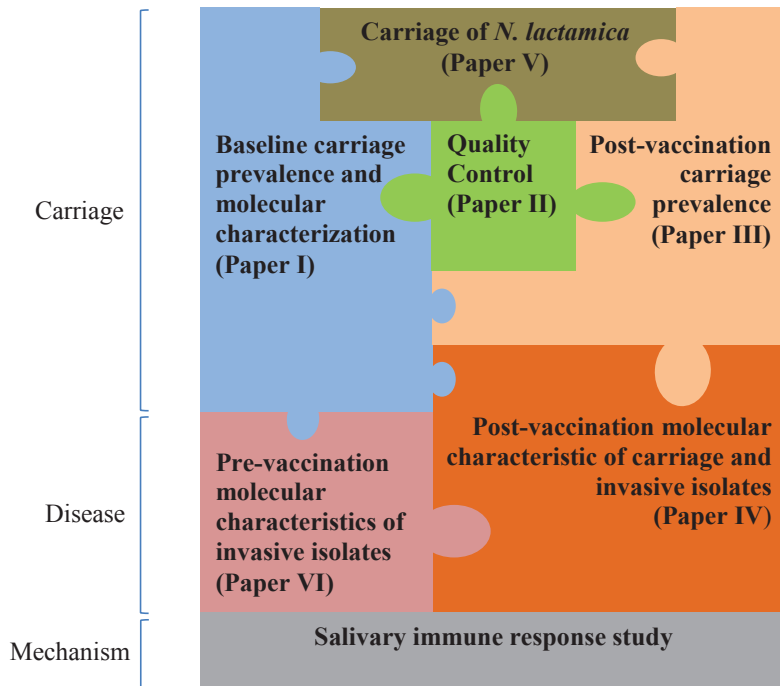 Carriage of N. lactamica
(Paper V)
Baseline carriage
prevalence and
molecular
characterization
(Paper I)
Quality
Control
(Paper II)
Post-vaccination
carriage
prevalence
(Paper III)
Carriage
Post-vaccination molecular
characteristic of carriage and
invasive isolates
(Paper IV)
Pre-vaccination
molecular
characteristics of
invasive isolates
(Paper VI)
Disease
Salivary immune response study
Mechanism